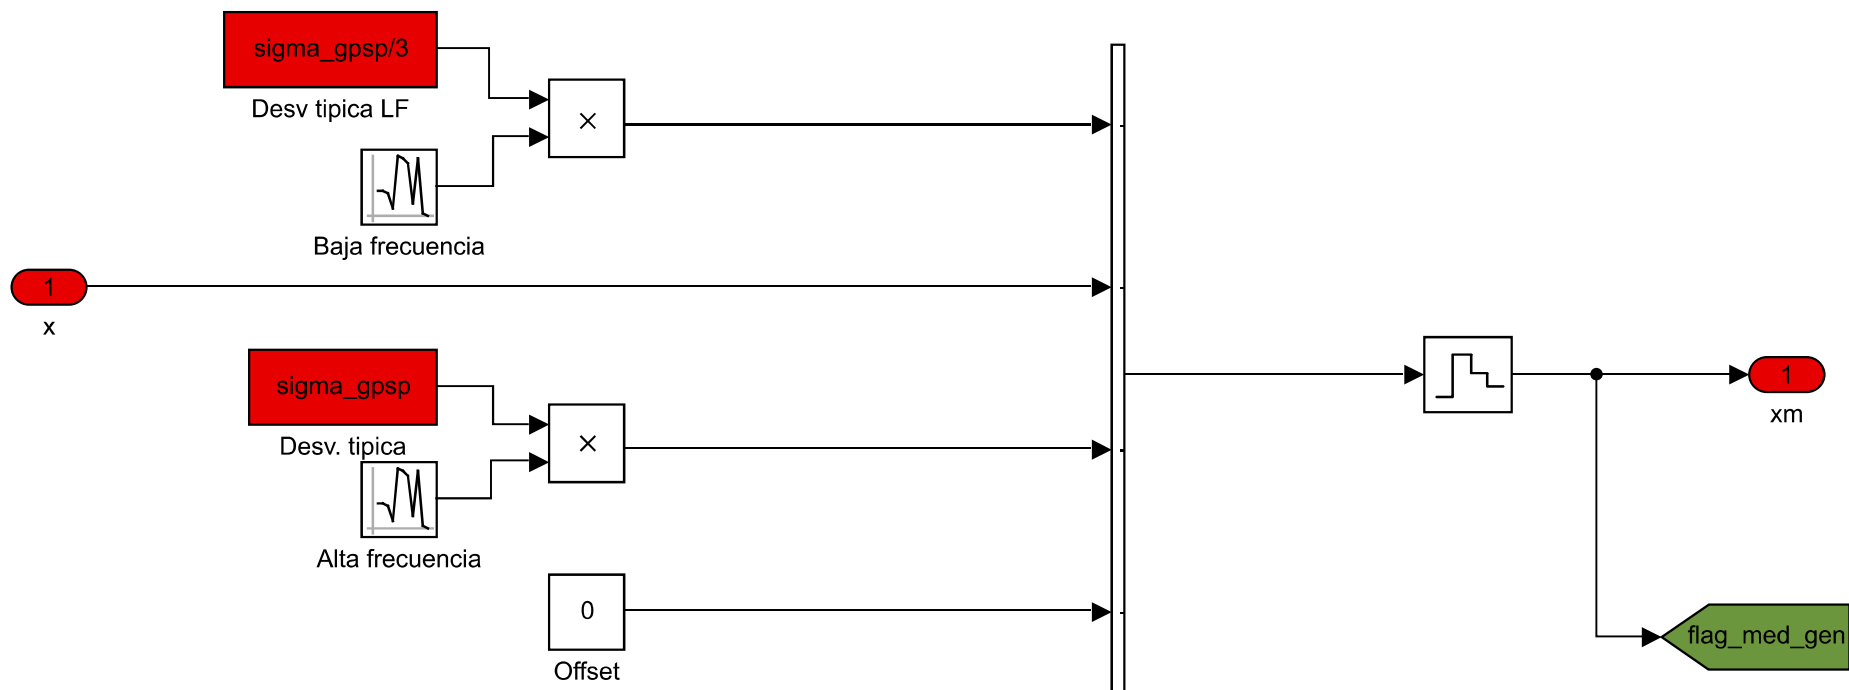 sigma_gpsp/3
Desv tipica LF
×
Baja frecuencia
1
x
sigma_gpsp
Desv. tipica
×
Alta frecuencia
0
Offset
1
xm
flag_med_gen